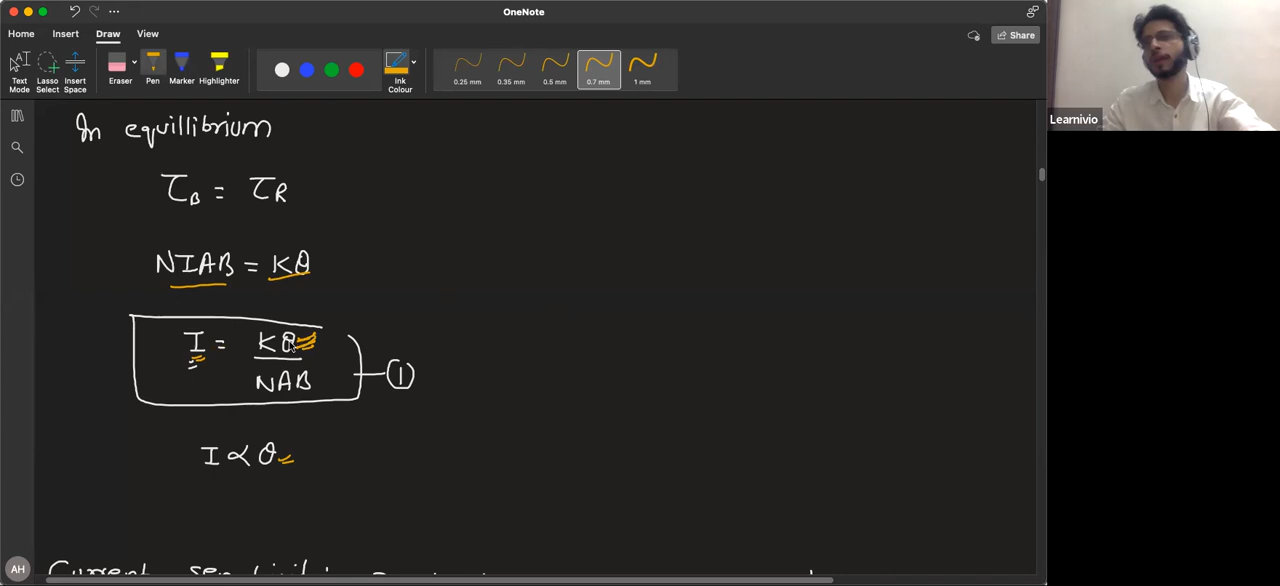 OneNote
Home Insert Draw View
Share
Text Mode
Lasso Select
Insert Space
Eraser
Pen
Marker
Highlighter
Ink Colour
0.25 mm
0.35 mm
0.5 mm
0.7 mm
1 mm
Learnivio
In equillibrium
τB = τR
NIAB = Kθ
I = Kθ
NAB
1
I ∝ θ
AH
Current